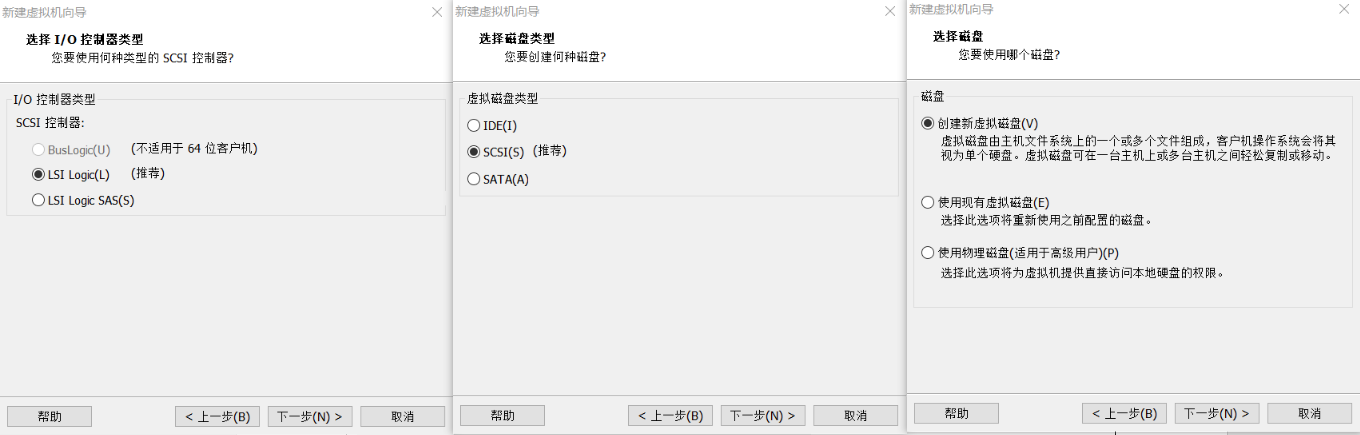 新建虚拟机向导
选择 I/O 控制器类型
您要使用何种类型的 SCSI 控制器?
I/O 控制器类型
SCSI 控制器:
BusLogic(U) (不适用于 64 位客户机)
LSI Logic(L) (推荐)
LSI Logic SAS(S)
帮助
< 上一步(B)
下一步(N) >
取消
新建虚拟机向导
选择磁盘类型
您要创建何种磁盘?
虚拟磁盘类型
IDE(I)
SCSI(S) (推荐)
SATA(A)
帮助
< 上一步(B)
下一步(N) >
取消
新建虚拟机向导
选择磁盘
您要使用哪个磁盘?
磁盘
创建新虚拟磁盘(V)
虚拟磁盘由主机文件系统上的一个或多个文件组成，客户机操作系统会将其
视为单个硬盘。虚拟磁盘可在一台主机上或多台主机之间轻松复制或移动。
使用现有虚拟磁盘(E)
选择此选项将重新使用之前配置的磁盘。
使用物理磁盘(适用于高级用户)(P)
选择此选项将为虚拟机提供直接访问本地硬盘的权限。
帮助
< 上一步(B)
下一步(N) >
取消